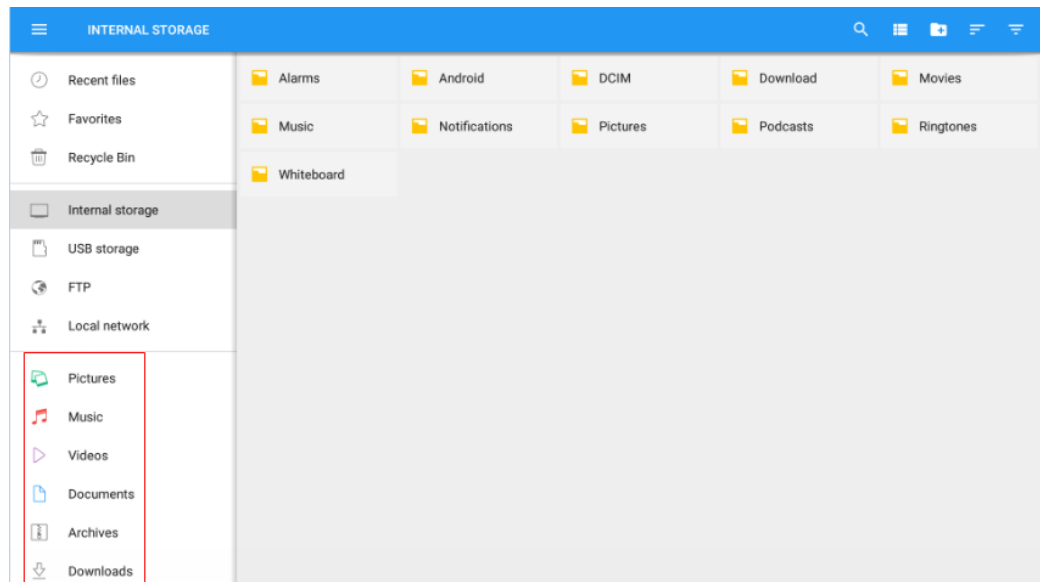 INTERNAL STORAGE
Recent files
Favorites
Recycle Bin
Internal storage
USB storage
FTP
Local network
Pictures
Music
Videos
Documents
Archives
Downloads
Alarms Android DCIM Download Movies
Music Notifications Pictures Podcasts Ringtones
Whiteboard